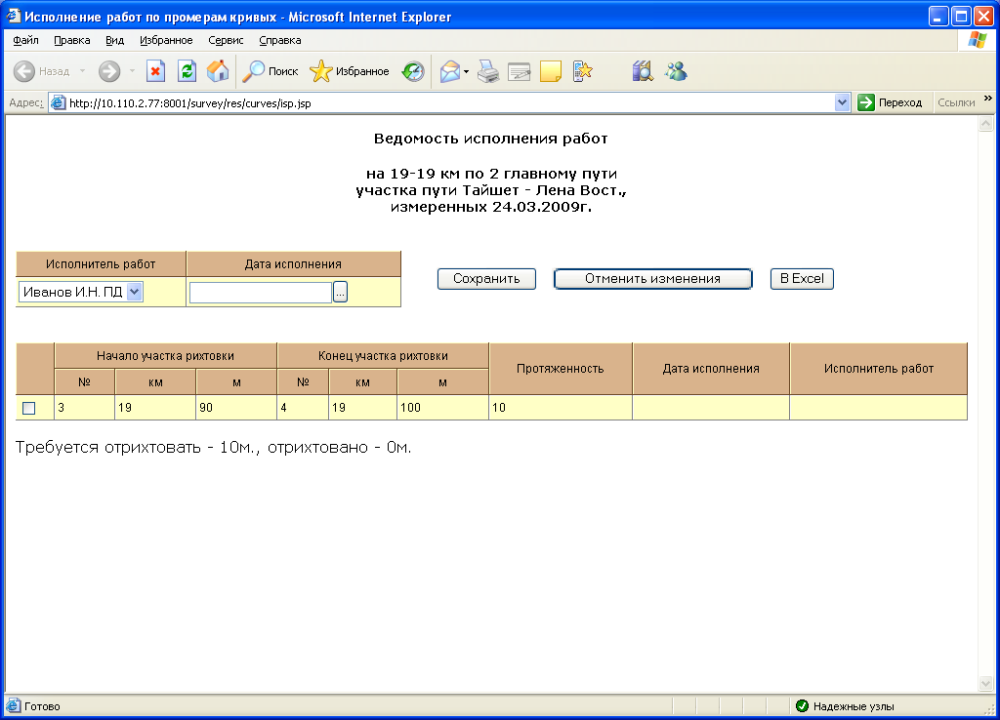 Исполнение работ по промерам кривых - Microsoft Internet Explorer
Файл Правка Вид Избранное Сервис Справка
Назад Поиск Избранное
Адрес: http://10.110.2.77:8001/survey/res/curves/isp.jsp Переход Ссылки »
Ведомость исполнения работ
на 19-19 км по 2 главному пути
участка пути Тайшет - Лена Вост.,
измеренных 24.03.2009г.
Исполнитель работ Дата исполнения
Иванов И.Н. ПД ... Сохранить Отменить изменения В Excel
Начало участка рихтовки Конец участка рихтовки Протяженность Дата исполнения Исполнитель работ
№ км м № км м
3 19 90 4 19 100 10
Требуется отрихтовать - 10м., отрихтовано - 0м.
Готово Надежные узлы